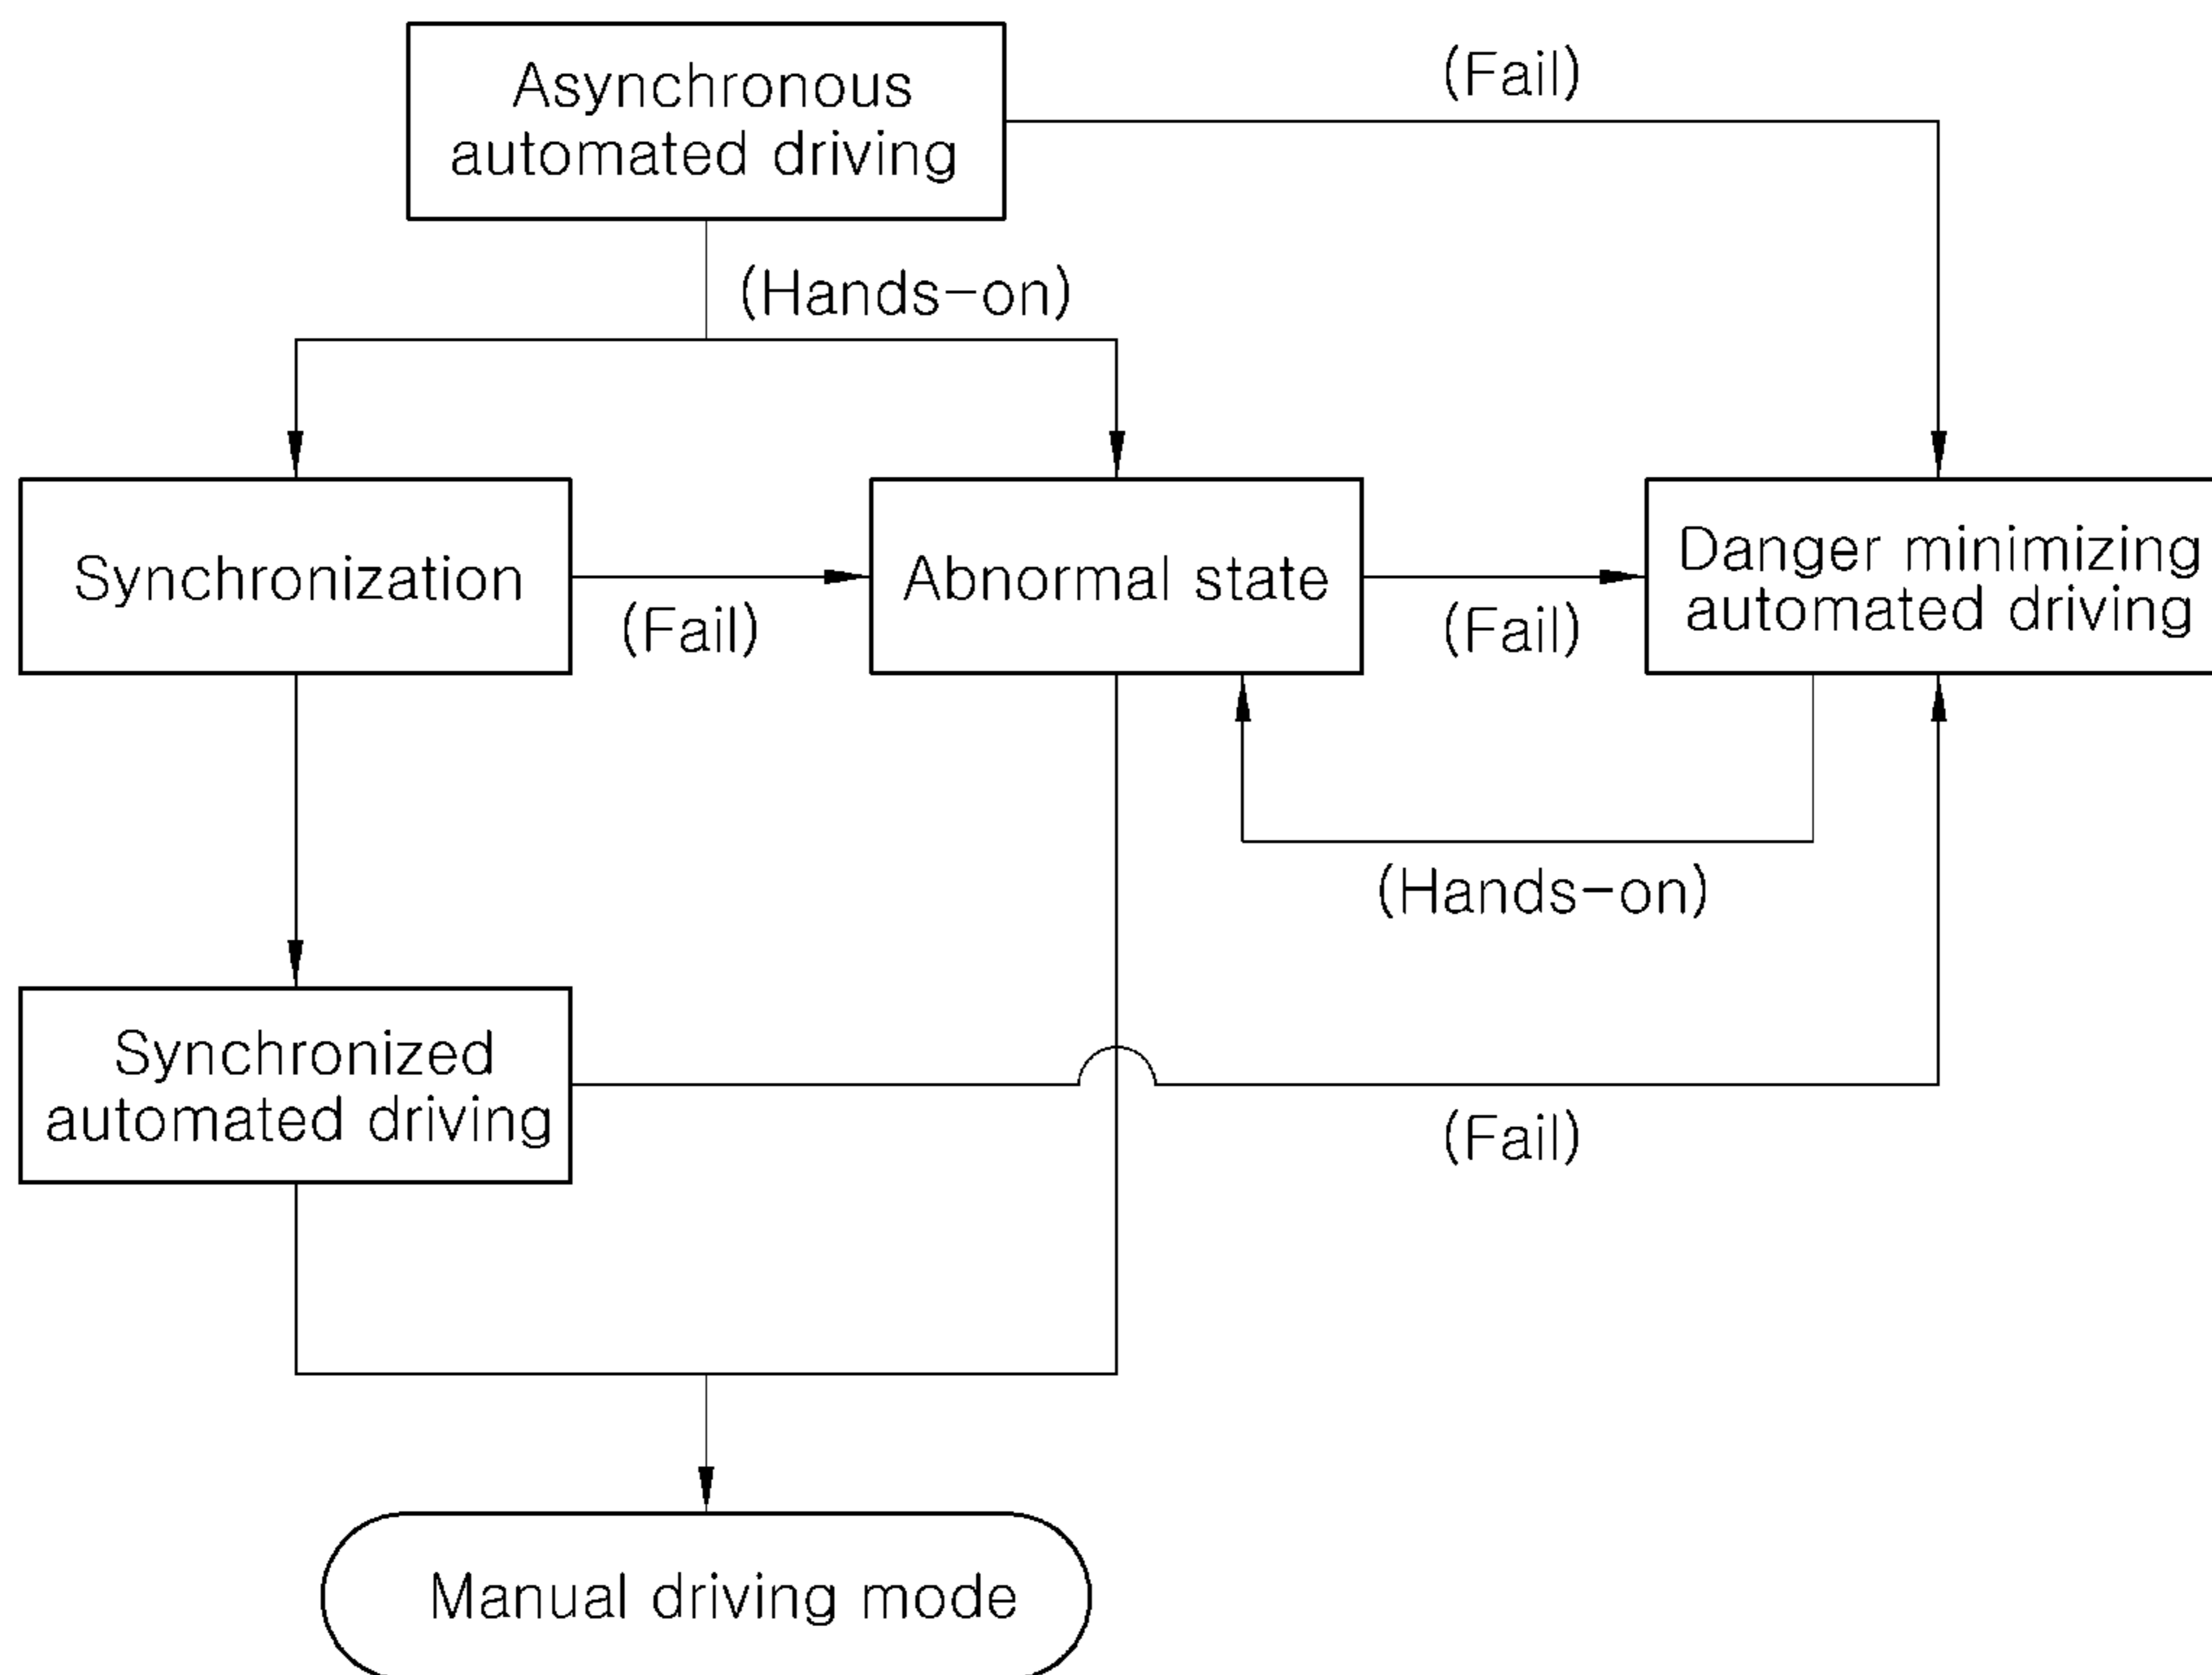 Asynchronous
automated driving
(Fail)
(Hands-on)
Synchronization
(Fail)
Abnormal state
(Fail)
Danger minimizing
automated driving
(Hands-on)
Synchronized
automated driving
(Fail)
Manual driving mode